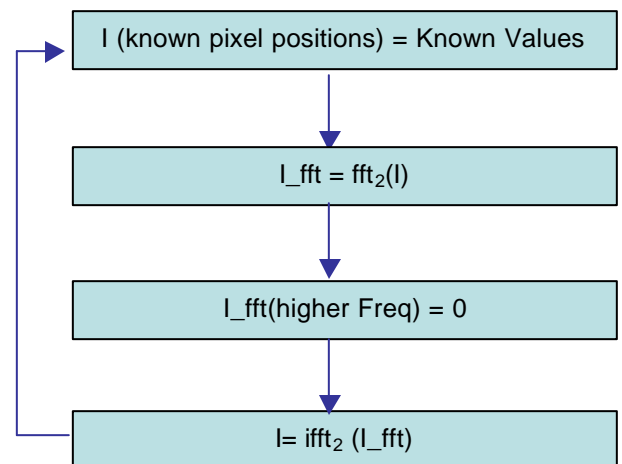 I (known pixel positions) = Known Values
I_fft = fft₂(I)
I_fft(higher Freq) = 0
I= ifft₂ (I_fft)